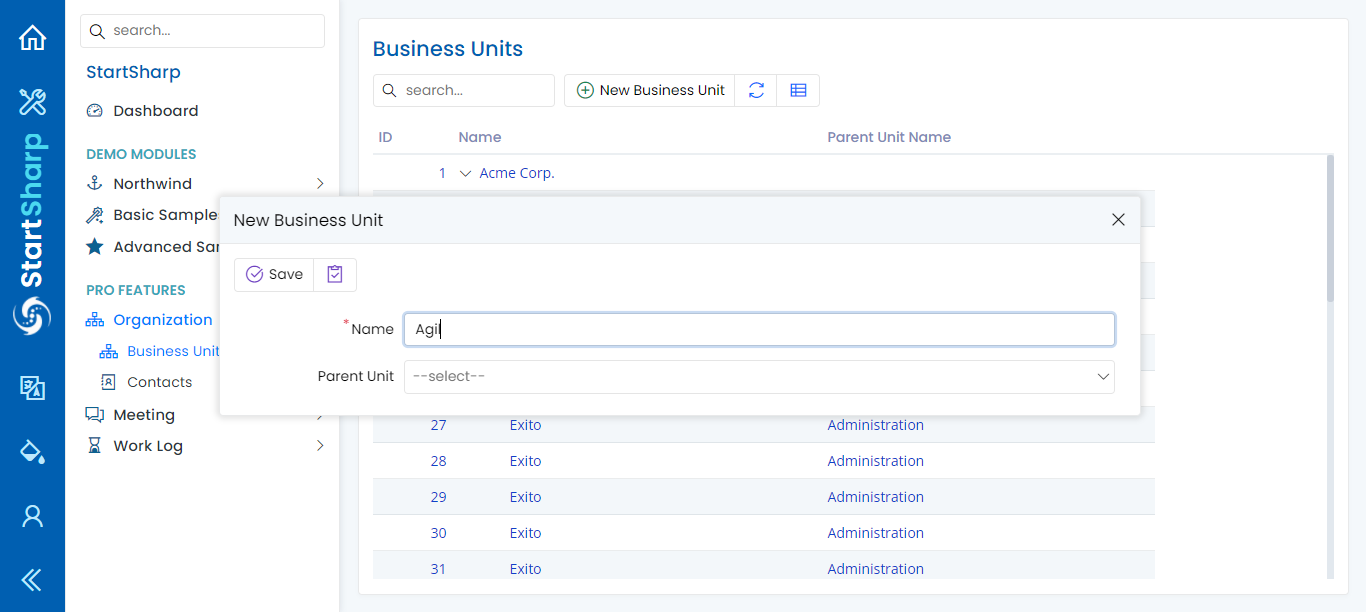 StartSharp
search...
StartSharp
Dashboard
DEMO MODULES
Northwind
Basic Sample
Advanced Sar
PRO FEATURES
Organization
Business Unit
Contacts
Meeting
Work Log
Business Units
search...
New Business Unit
ID Name Parent Unit Name
1 Acme Corp.
New Business Unit
Save
*Name Agil
Parent Unit --select--
27 Exito Administration
28 Exito Administration
29 Exito Administration
30 Exito Administration
31 Exito Administration